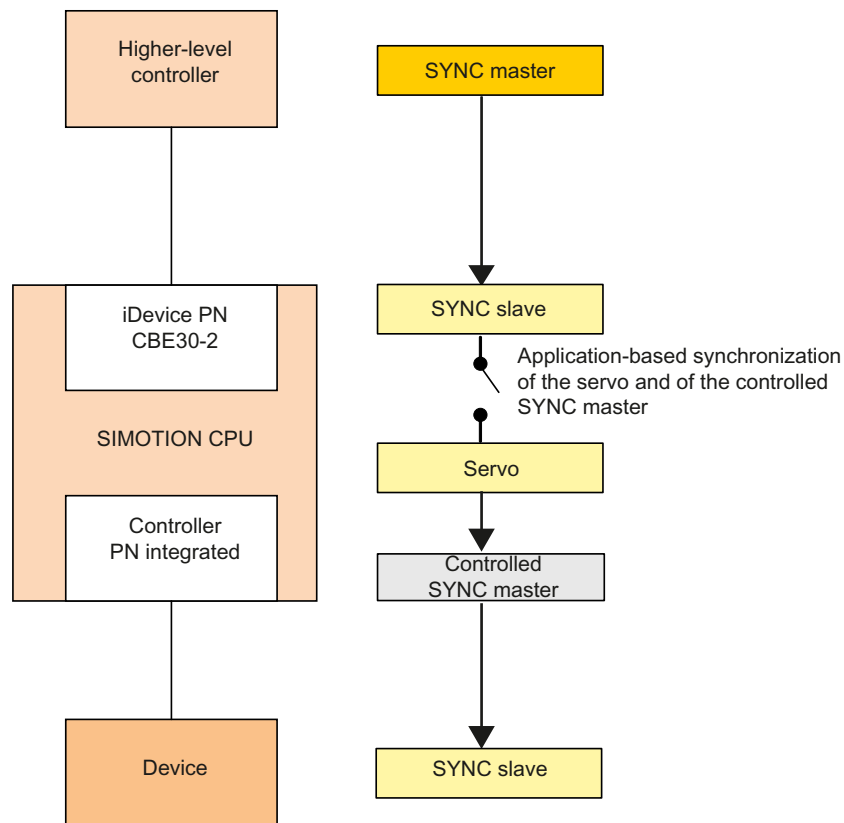 Higher-level
controller
SYNC master
iDevice PN
CBE30-2
SYNC slave
Application-based synchronization
of the servo and of the controlled
SYNC master
SIMOTION CPU
Servo
Controller
PN integrated
Controlled
SYNC master
Device
SYNC slave